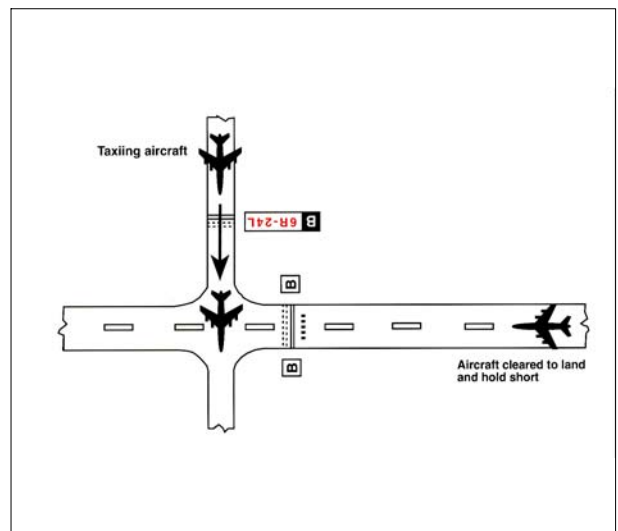 Taxiing aircraft
B 6R-24L
B
B
Aircraft cleared to land
and hold short